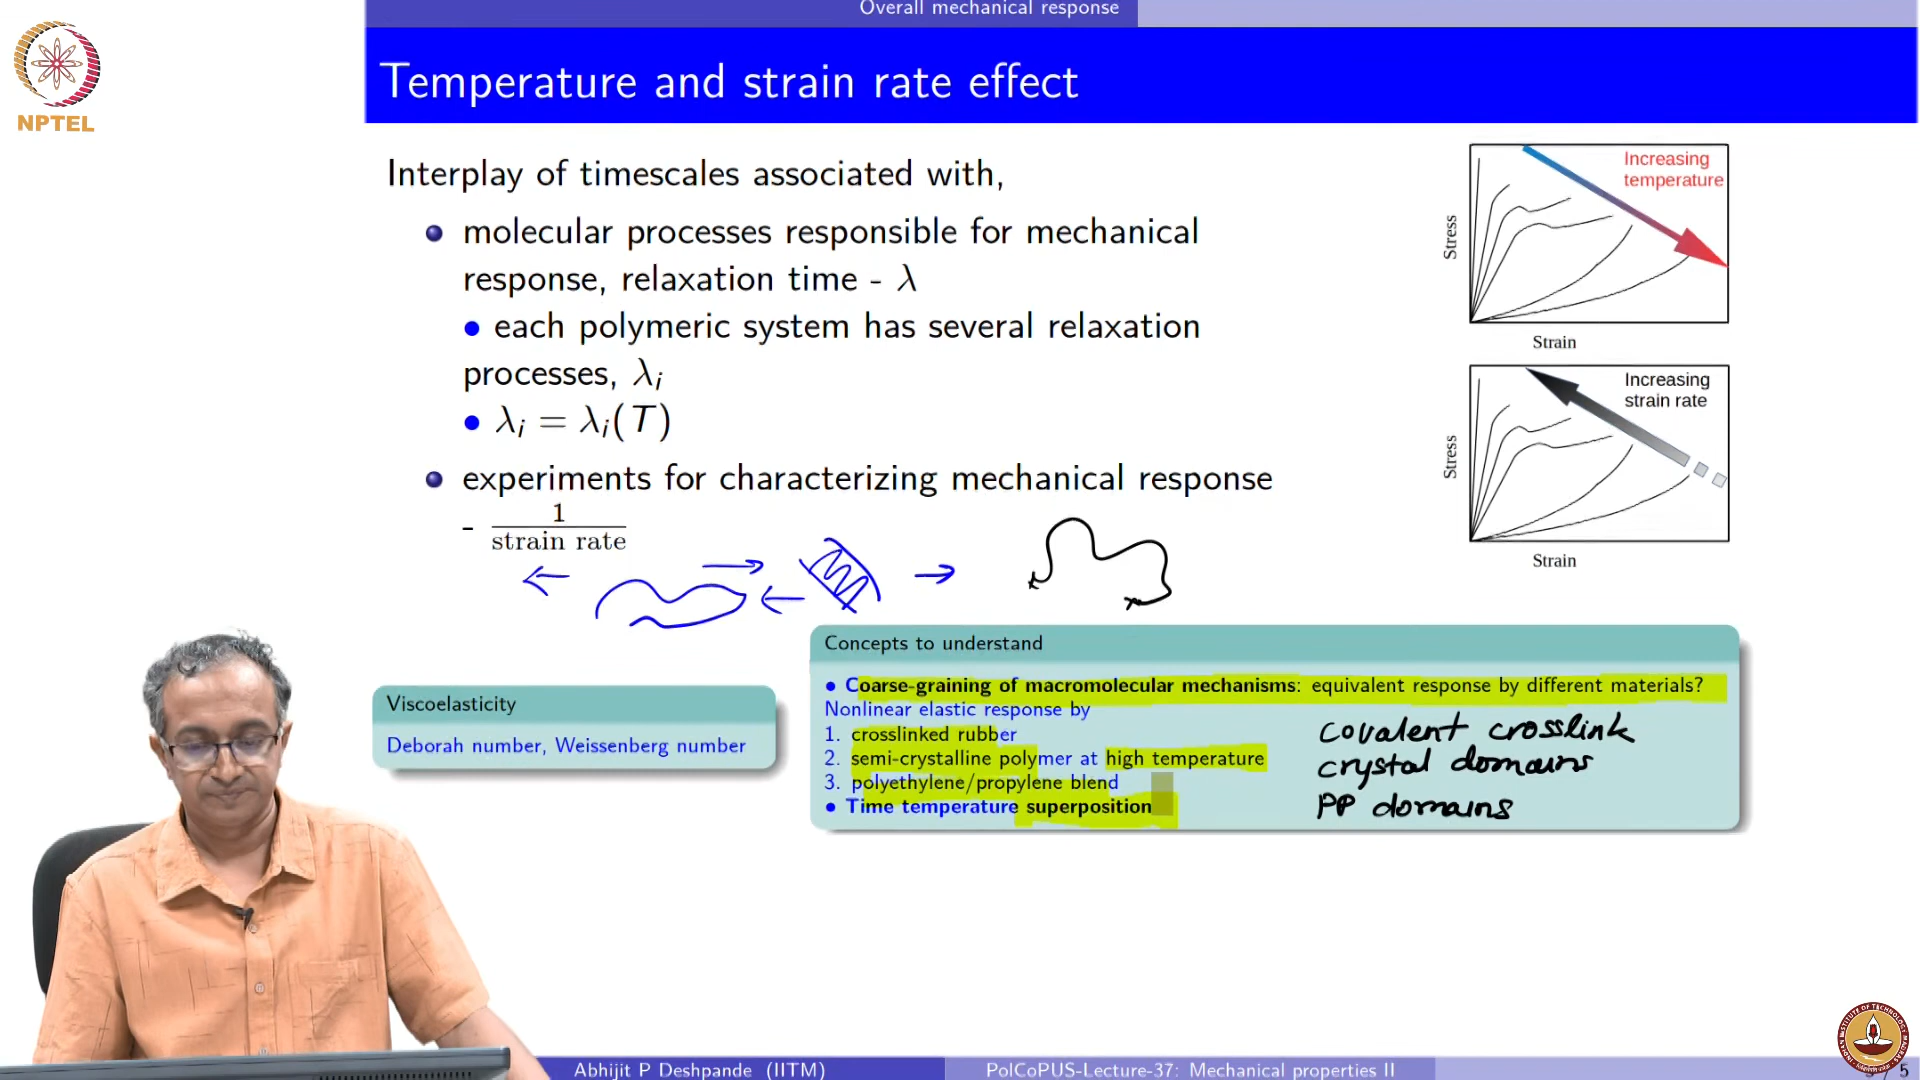 Overall mechanical response
Temperature and strain rate effect
NPTEL
Interplay of timescales associated with,
molecular processes responsible for mechanical
response, relaxation time - λ
• each polymeric system has several relaxation
processes, λi
• λi = λi(T)
experiments for characterizing mechanical response
- 1
strain rate
Increasing
temperature
Stress
Strain
Increasing
strain rate
Stress
Strain
Viscoelasticity
Deborah number, Weissenberg number
Concepts to understand
• Coarse-graining of macromolecular mechanisms: equivalent response by different materials?
Nonlinear elastic response by
1. crosslinked rubber
2. semi-crystalline polymer at high temperature
3. polyethylene/propylene blend
• Time temperature superposition
covalent crosslink
crystal domains
PP domains
Abhijit P Deshpande (IITM)
PolCoPUS-Lecture-37: Mechanical properties II
/ 5